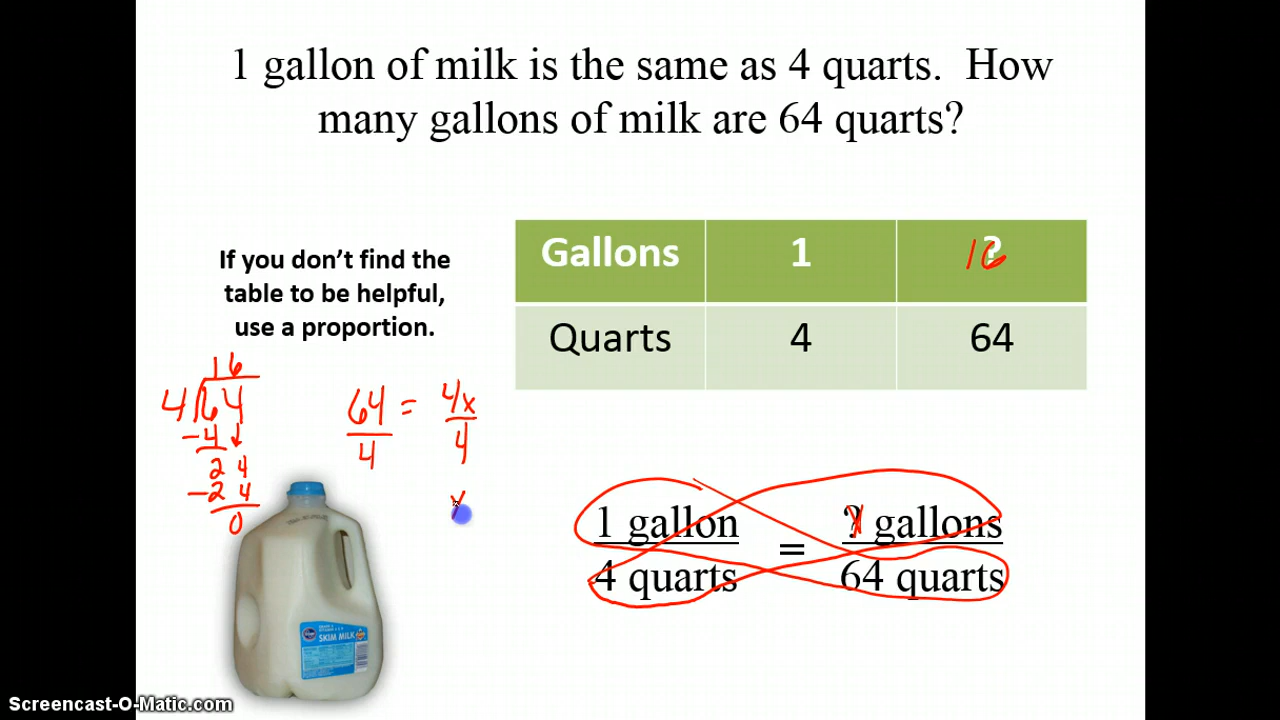 1 gallon of milk is the same as 4 quarts. How
many gallons of milk are 64 quarts?
If you don't find the
table to be helpful,
use a proportion.
Gallons 1 ? 16
Quarts 4 64
16
4 64
-4
24
-24
0
64 = 4x
4 4
x
1 gallon = ? x gallons
4 quarts 64 quarts
SKIM MILK
Screencast-O-Matic.com